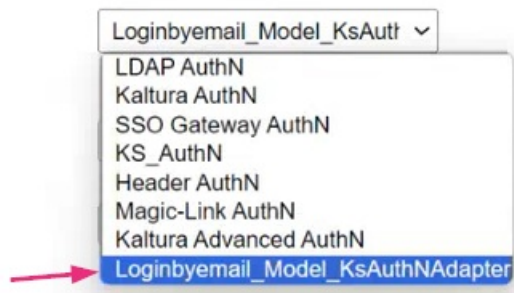 Loginbyemail_Model_KsAuth
LDAP AuthN
Kaltura AuthN
SSO Gateway AuthN
KS_AuthN
Header AuthN
Magic-Link AuthN
Kaltura Advanced AuthN
Loginbyemail_Model_KsAuthNAdapter